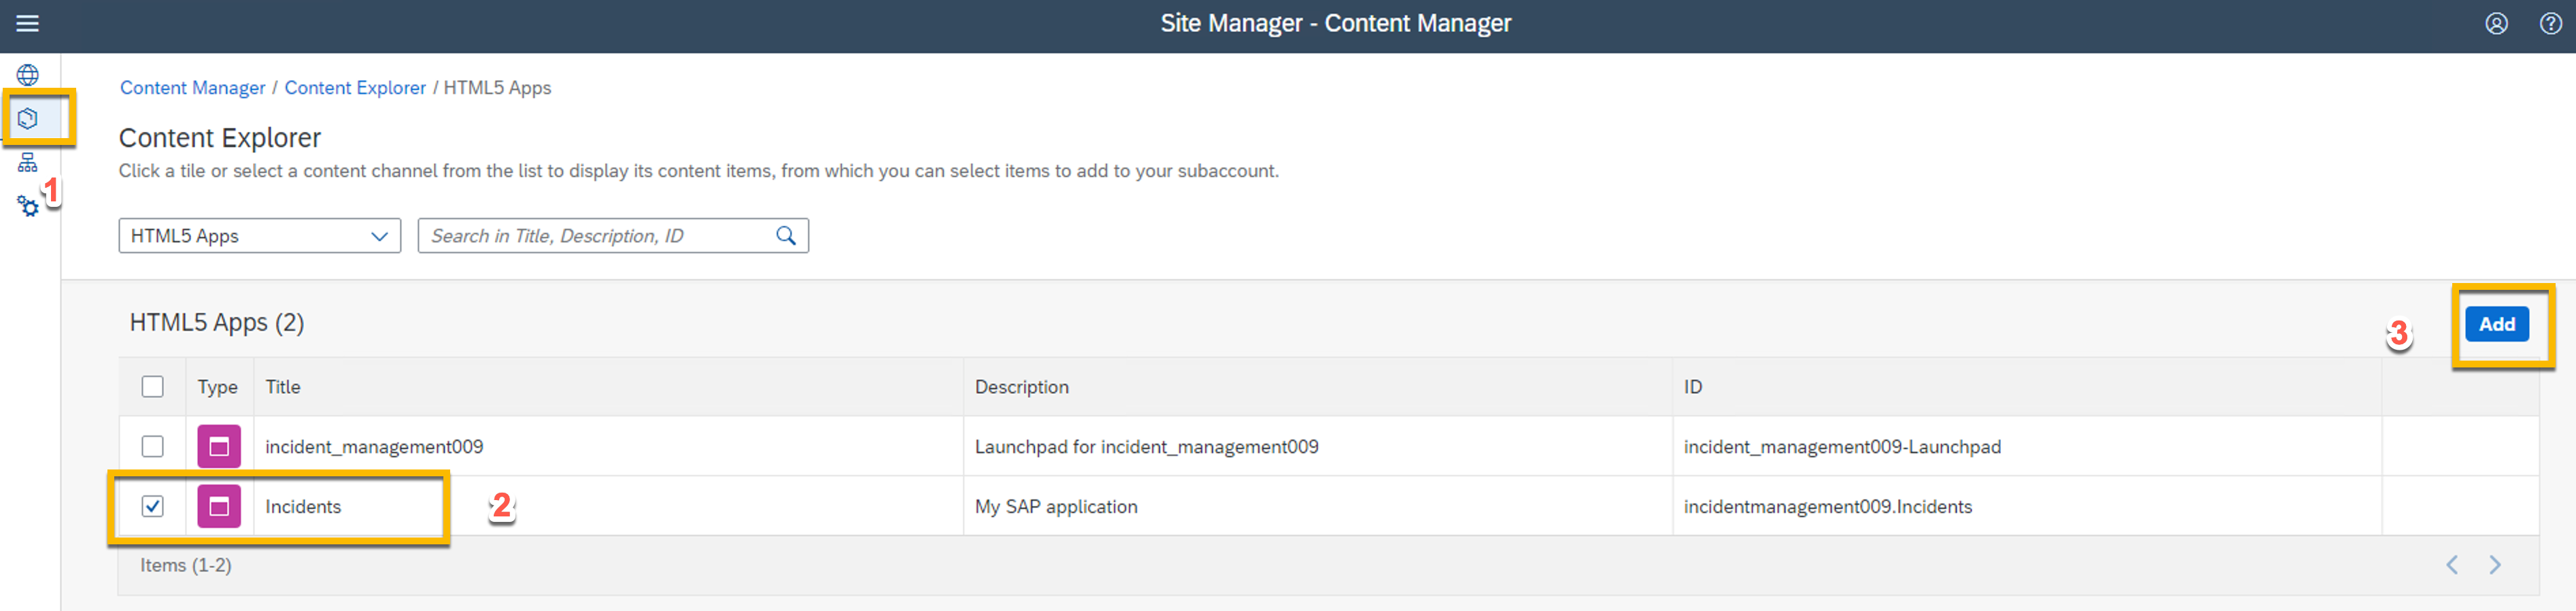 Site Manager - Content Manager
Content Manager / Content Explorer / HTML5 Apps
Content Explorer
Click a tile or select a content channel from the list to display its content items, from which you can select items to add to your subaccount.
1
HTML5 Apps Search in Title, Description, ID
HTML5 Apps (2) 3 Add
Type Title Description ID
incident_management009 Launchpad for incident_management009 incident_management009-Launchpad
Incidents 2 My SAP application incidentmanagement009.Incidents
Items (1-2)